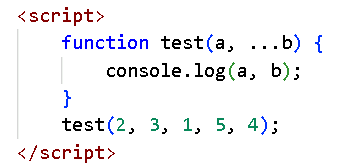 <script>
    function test(a, ...b) {
        console.log(a, b);
    }
    test(2, 3, 1, 5, 4);
</script>